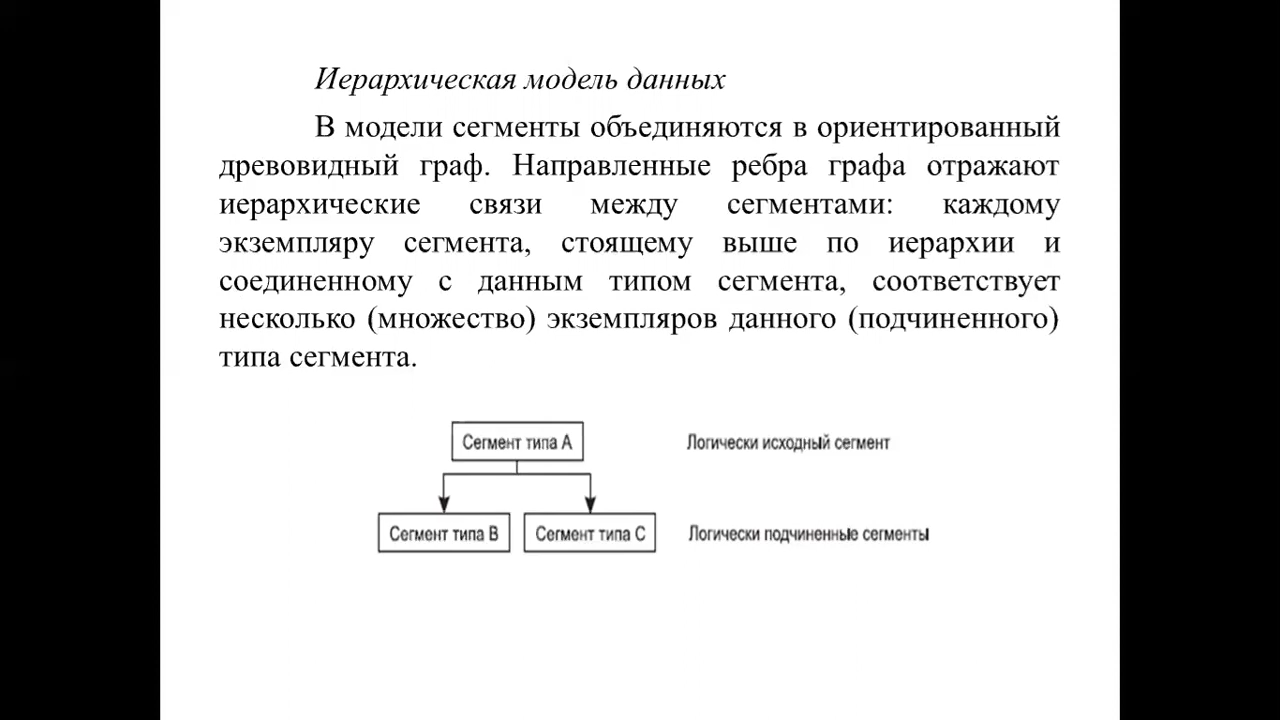 Иерархическая модель данных
В модели сегменты объединяются в ориентированный
древовидный граф. Направленные ребра графа отражают
иерархические связи между сегментами: каждому
экземпляру сегмента, стоящему выше по иерархии и
соединенному с данным типом сегмента, соответствует
несколько (множество) экземпляров данного (подчиненного)
типа сегмента.
Сегмент типа А
Логически исходный сегмент
Сегмент типа В
Сегмент типа С
Логически подчиненные сегменты